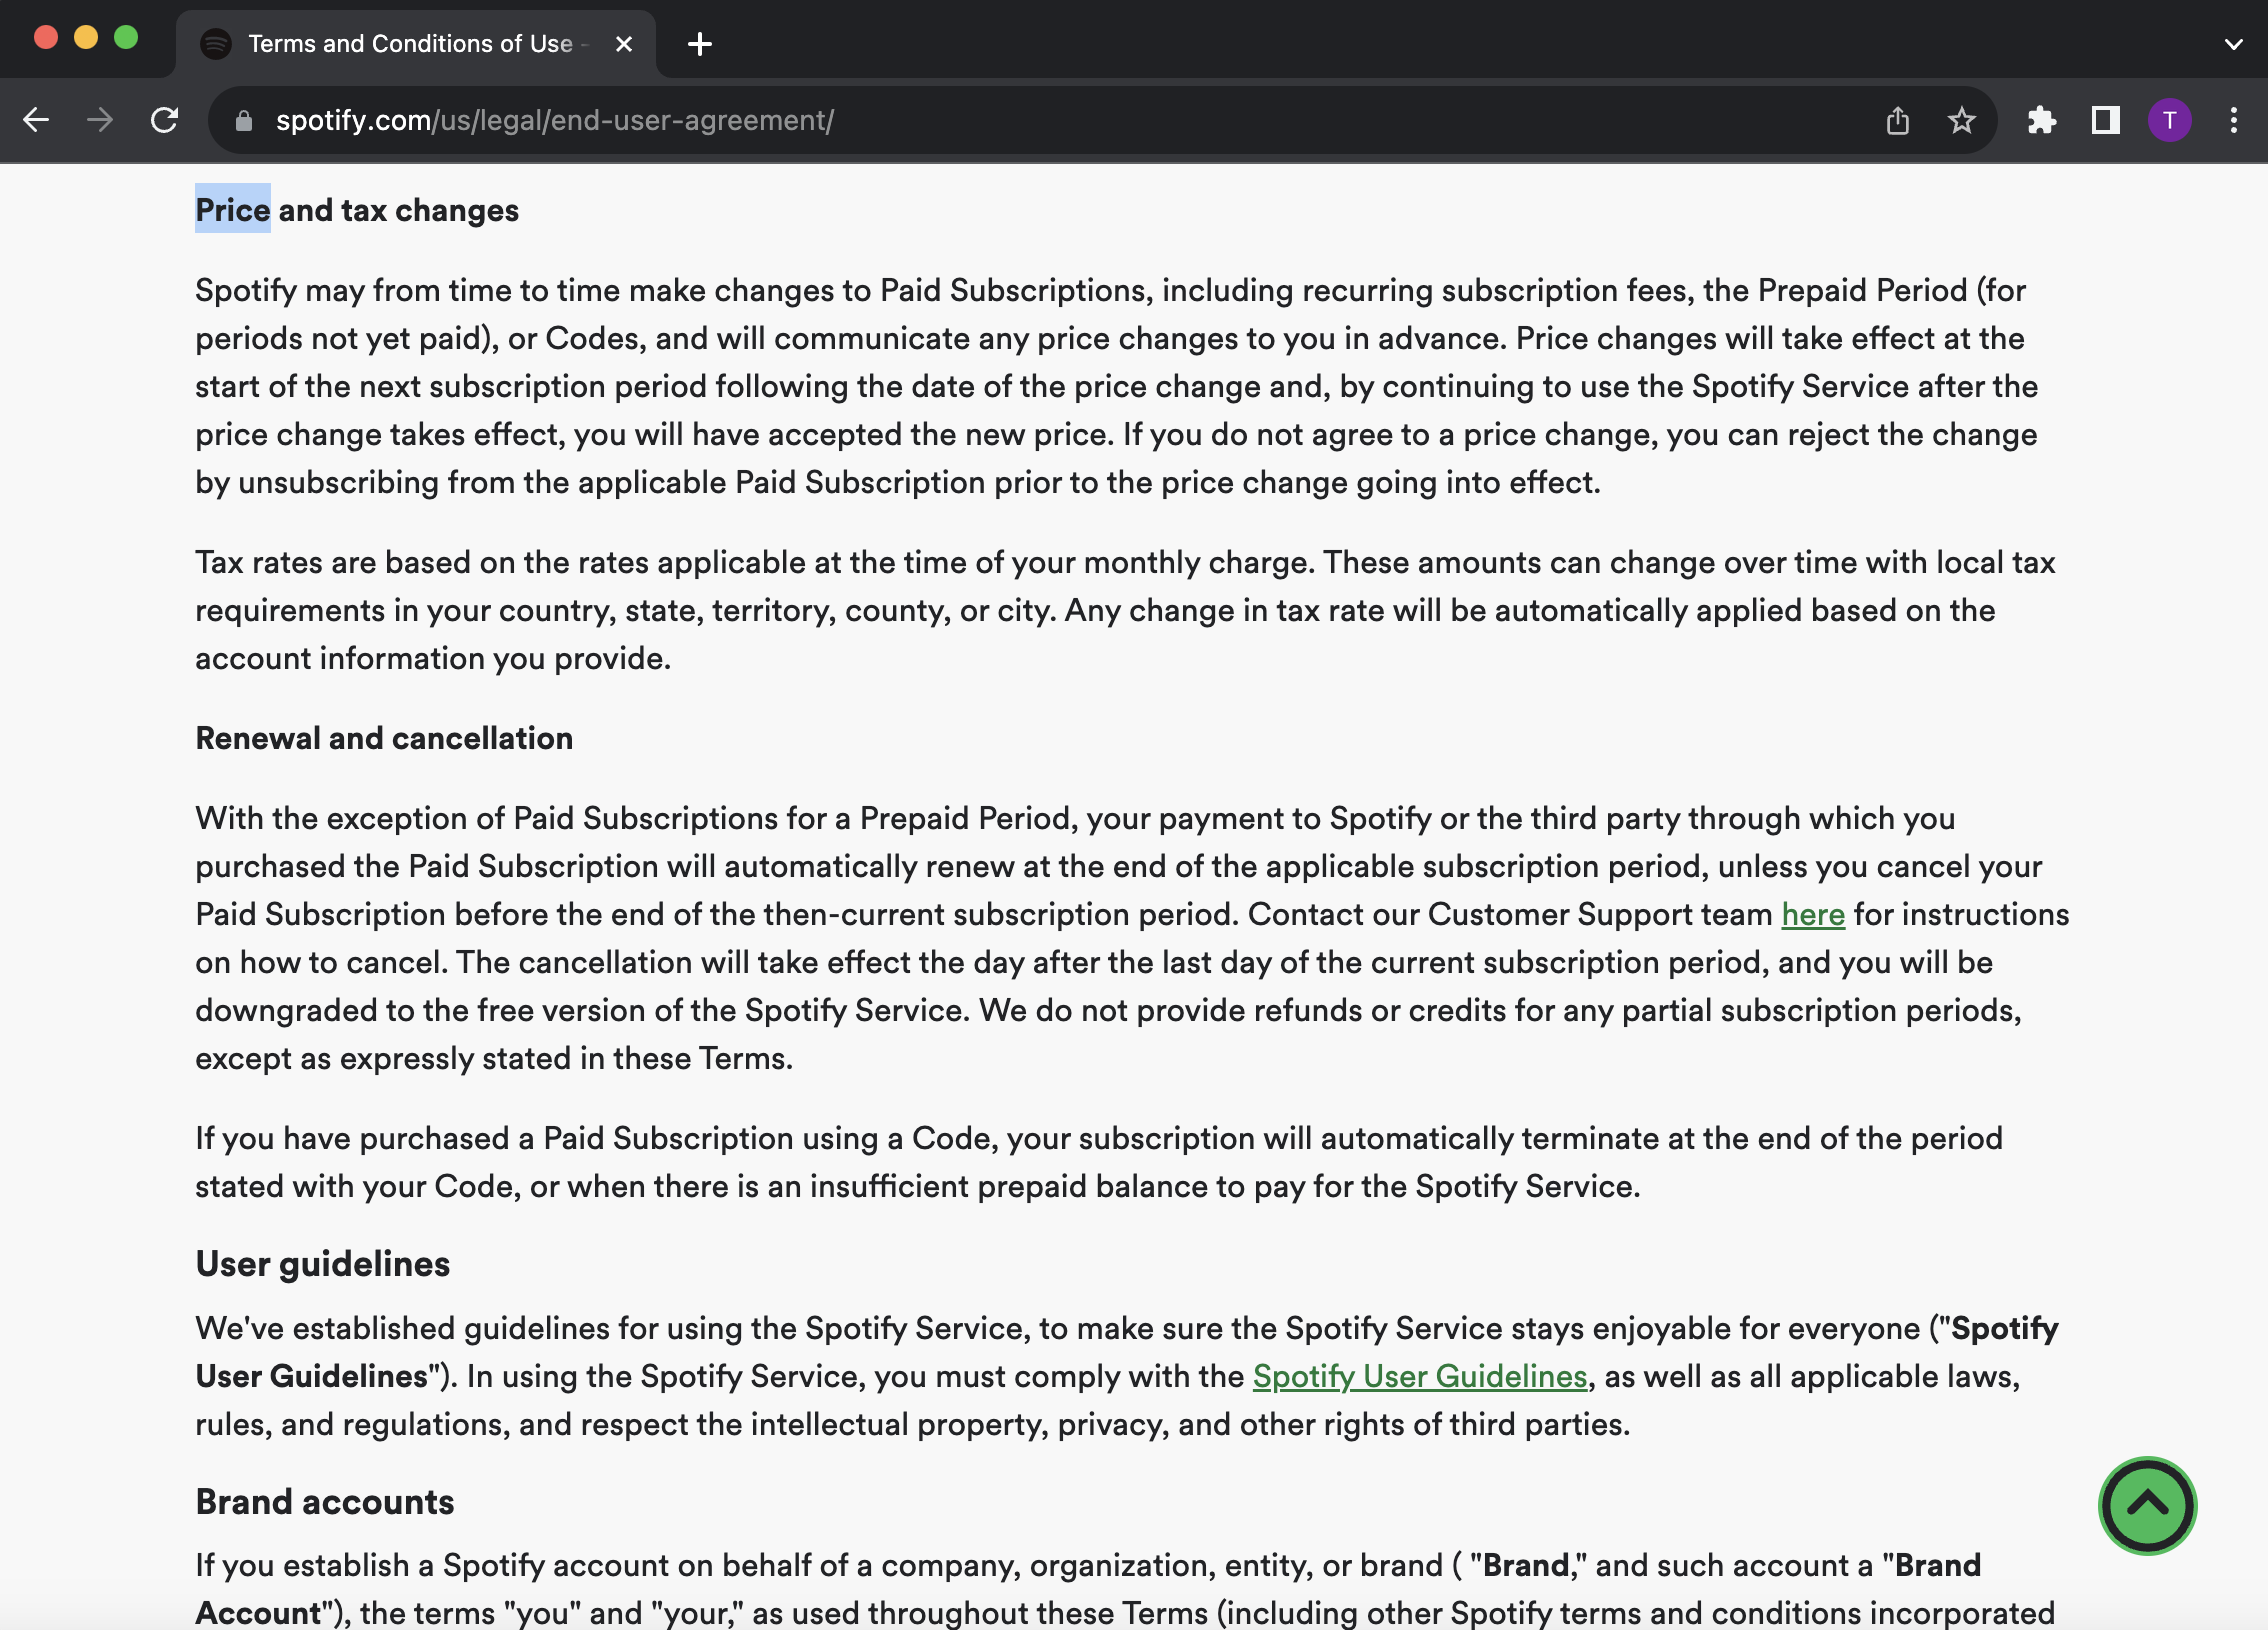 Terms and Conditions of Use -
spotify.com/us/legal/end-user-agreement/
T
Price and tax changes
Spotify may from time to time make changes to Paid Subscriptions, including recurring subscription fees, the Prepaid Period (for
periods not yet paid), or Codes, and will communicate any price changes to you in advance. Price changes will take effect at the
start of the next subscription period following the date of the price change and, by continuing to use the Spotify Service after the
price change takes effect, you will have accepted the new price. If you do not agree to a price change, you can reject the change
by unsubscribing from the applicable Paid Subscription prior to the price change going into effect.
Tax rates are based on the rates applicable at the time of your monthly charge. These amounts can change over time with local tax
requirements in your country, state, territory, county, or city. Any change in tax rate will be automatically applied based on the
account information you provide.
Renewal and cancellation
With the exception of Paid Subscriptions for a Prepaid Period, your payment to Spotify or the third party through which you
purchased the Paid Subscription will automatically renew at the end of the applicable subscription period, unless you cancel your
Paid Subscription before the end of the then-current subscription period. Contact our Customer Support team here for instructions
on how to cancel. The cancellation will take effect the day after the last day of the current subscription period, and you will be
downgraded to the free version of the Spotify Service. We do not provide refunds or credits for any partial subscription periods,
except as expressly stated in these Terms.
If you have purchased a Paid Subscription using a Code, your subscription will automatically terminate at the end of the period
stated with your Code, or when there is an insufficient prepaid balance to pay for the Spotify Service.
User guidelines
We've established guidelines for using the Spotify Service, to make sure the Spotify Service stays enjoyable for everyone ("Spotify
User Guidelines"). In using the Spotify Service, you must comply with the Spotify User Guidelines, as well as all applicable laws,
rules, and regulations, and respect the intellectual property, privacy, and other rights of third parties.
Brand accounts
If you establish a Spotify account on behalf of a company, organization, entity, or brand ( "Brand," and such account a "Brand
Account"), the terms "you" and "your," as used throughout these Terms (including other Spotify terms and conditions incorporated